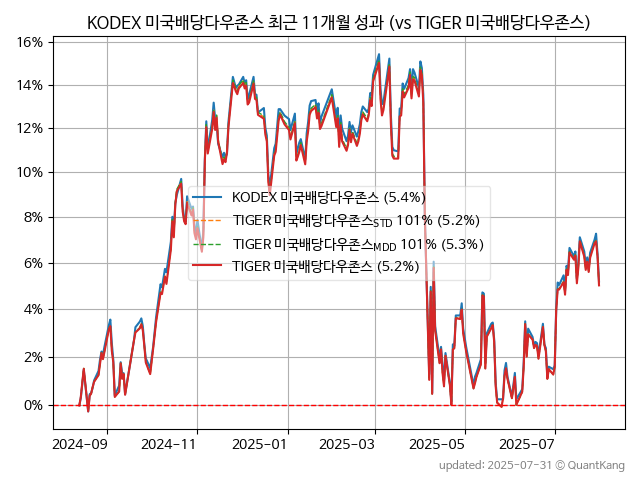 KODEX 미국배당다우존스 최근 11개월 성과 (vs TIGER 미국배당다우존스)
16%
14%
12%
10%
8%
6%
4%
2%
0%
KODEX 미국배당다우존스 (5.4%)
TIGER 미국배당다우존스STD 101% (5.2%)
TIGER 미국배당다우존스MDD 101% (5.3%)
TIGER 미국배당다우존스 (5.2%)
2024-09 2024-11 2025-01 2025-03 2025-05 2025-07
updated: 2025-07-31 © QuantKang